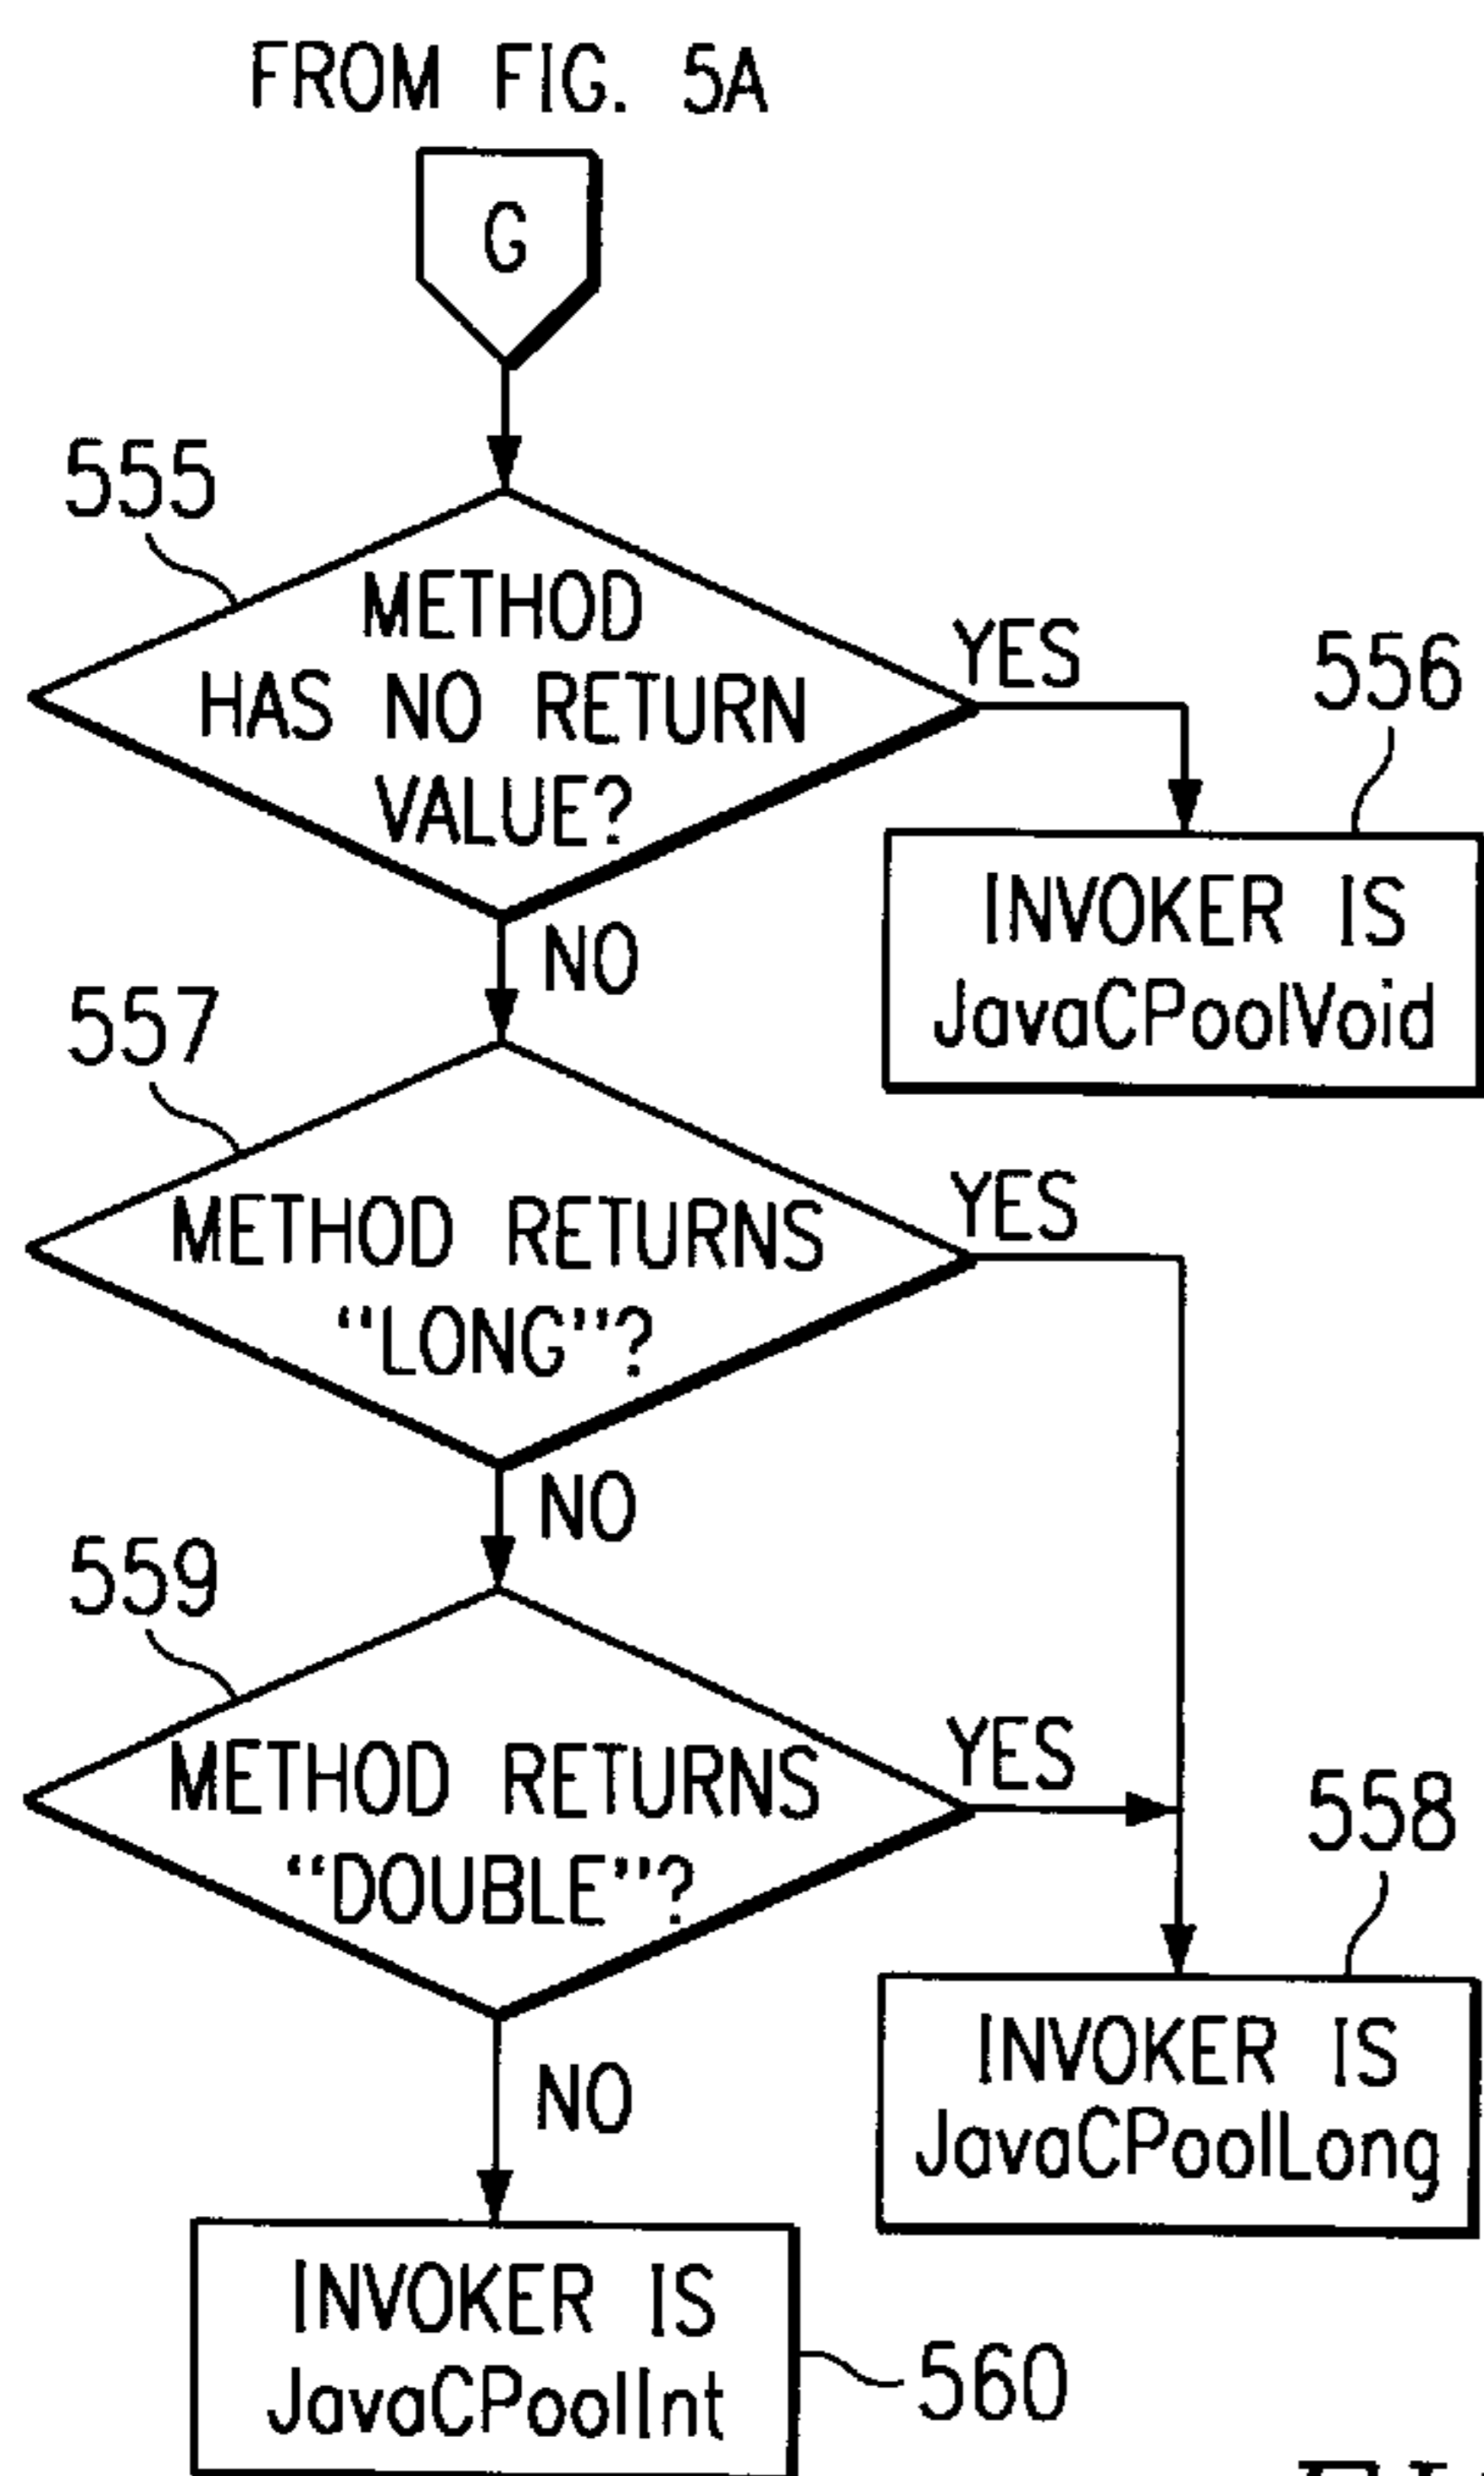 FROM FIG. 5A
G
555
METHOD
HAS NO RETURN
VALUE?
YES
556
INVOKER IS
JavaCPoolVoid
NO
557
METHOD RETURNS
“LONG”?
YES
NO
559
METHOD RETURNS
“DOUBLE”?
YES
558
INVOKER IS
JavaCPoolLong
NO
INVOKER IS
JavaCPoolInt
560